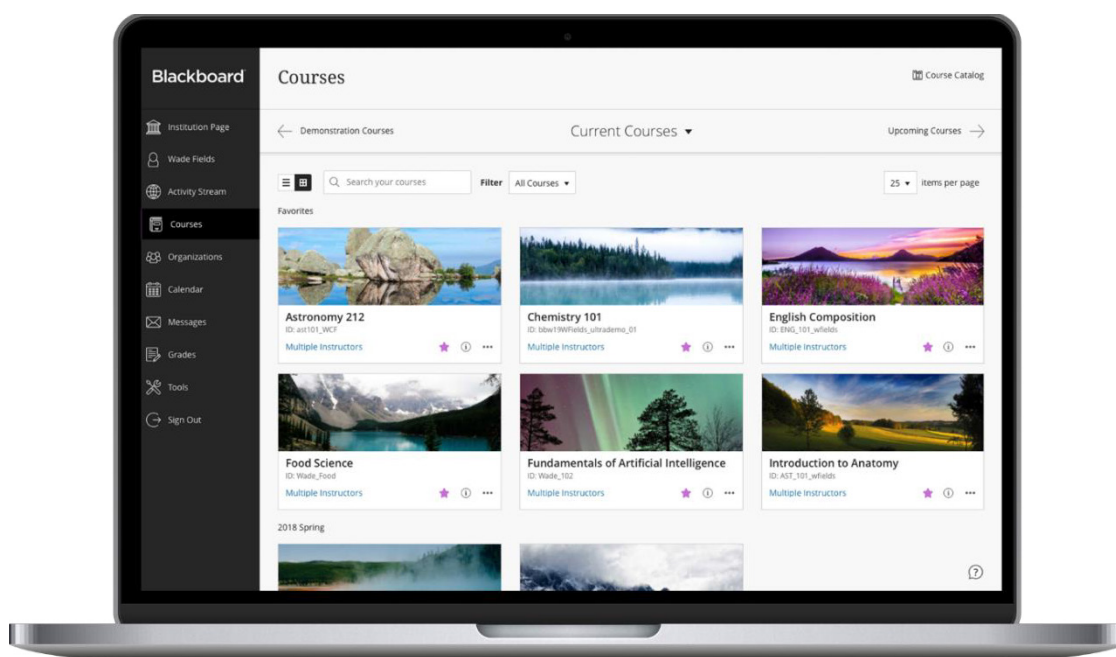 Blackboard
Institution Page
Wade Fields
Activity Stream
Courses
Organizations
Calendar
Messages
Grades
Tools
Sign Out
Courses
Course Catalog
Demonstration Courses
Current Courses
Upcoming Courses
Search your courses
Filter
All Courses
25
items per page
Favorites
Astronomy 212
ID: ast101_WCF
Multiple Instructors
Chemistry 101
ID: bbw19WFields_ultrademo_01
Multiple Instructors
English Composition
ID: ENG_101_wfields
Multiple Instructors
Food Science
ID: Wade_Food
Multiple Instructors
Fundamentals of Artificial Intelligence
ID: Wade_102
Multiple Instructors
Introduction to Anatomy
ID: AST_101_wfields
Multiple Instructors
2018 Spring